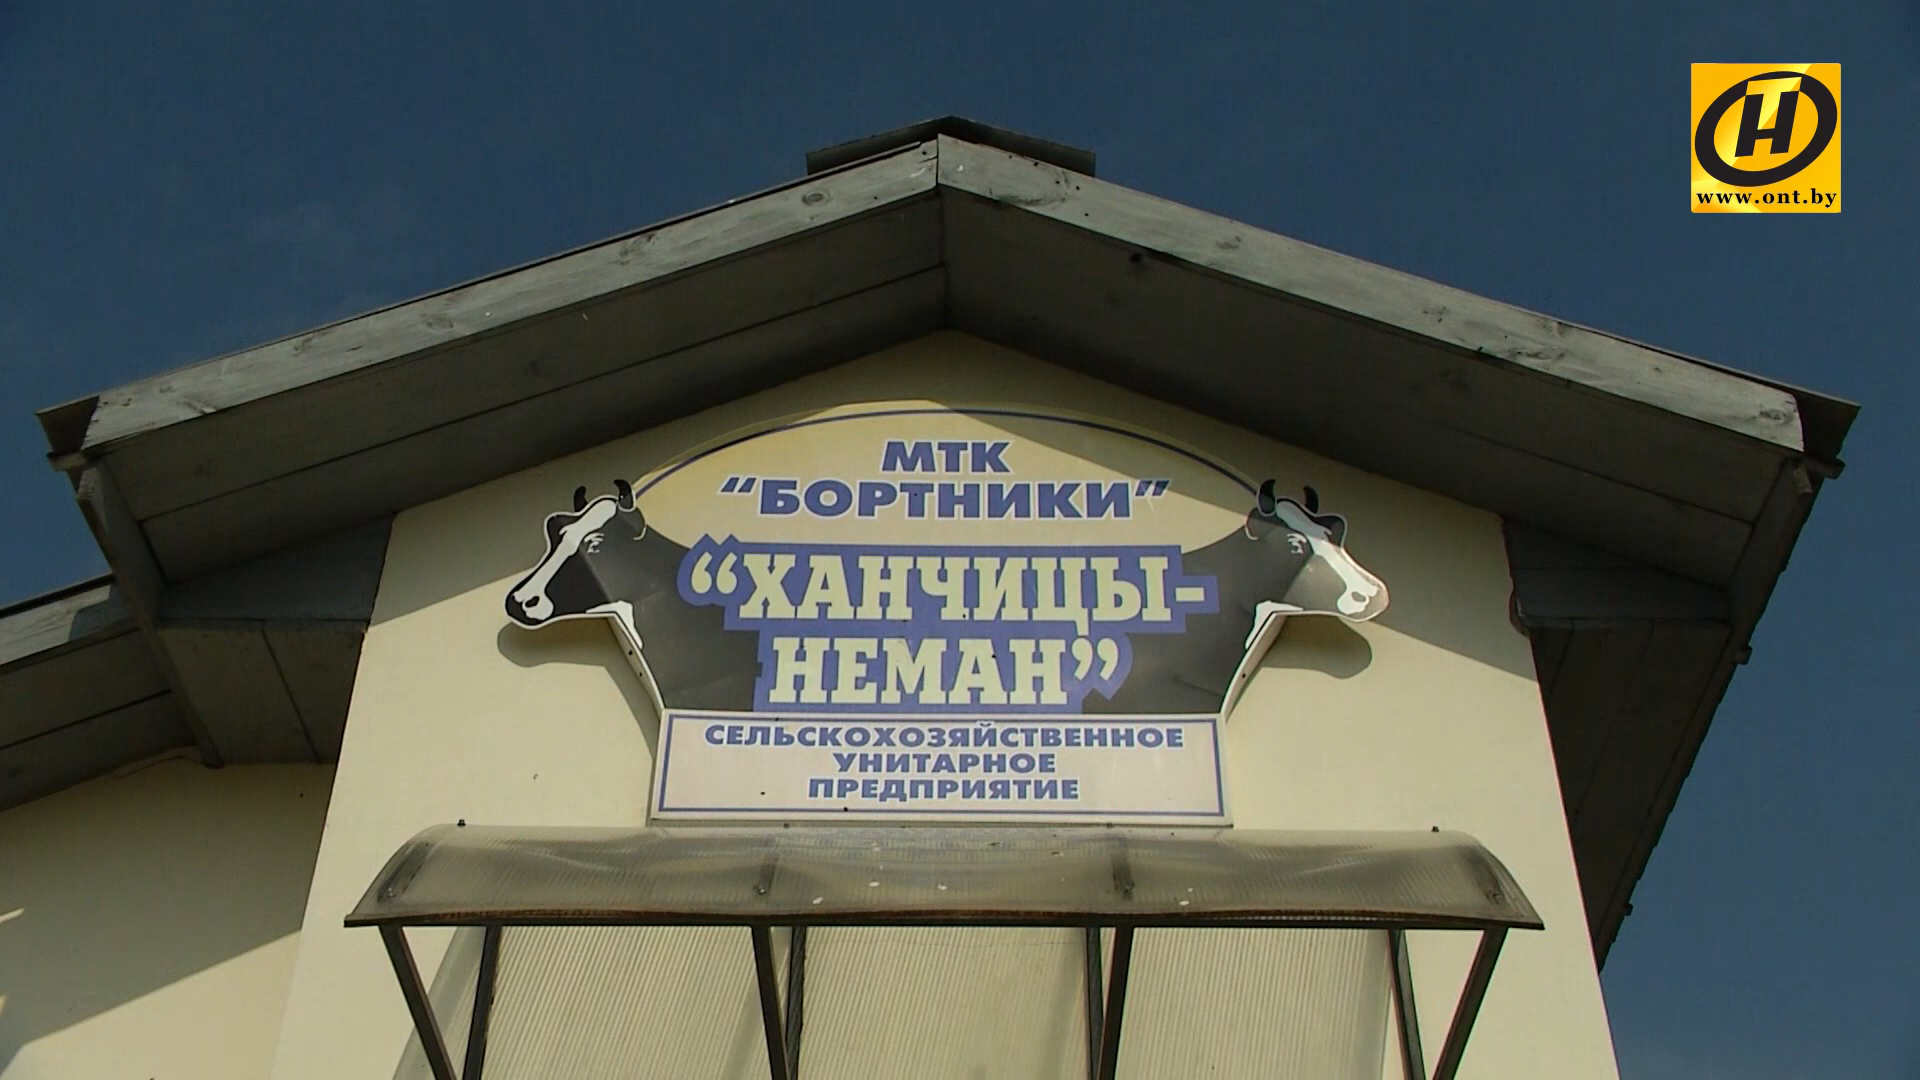 www.ont.by
МТК
“БОРТНИКИ”
“ХАНЧИЦЫ-
НЕМАН”
СЕЛЬСКОХОЗЯЙСТВЕННОЕ
УНИТАРНОЕ
ПРЕДПРИЯТИЕ